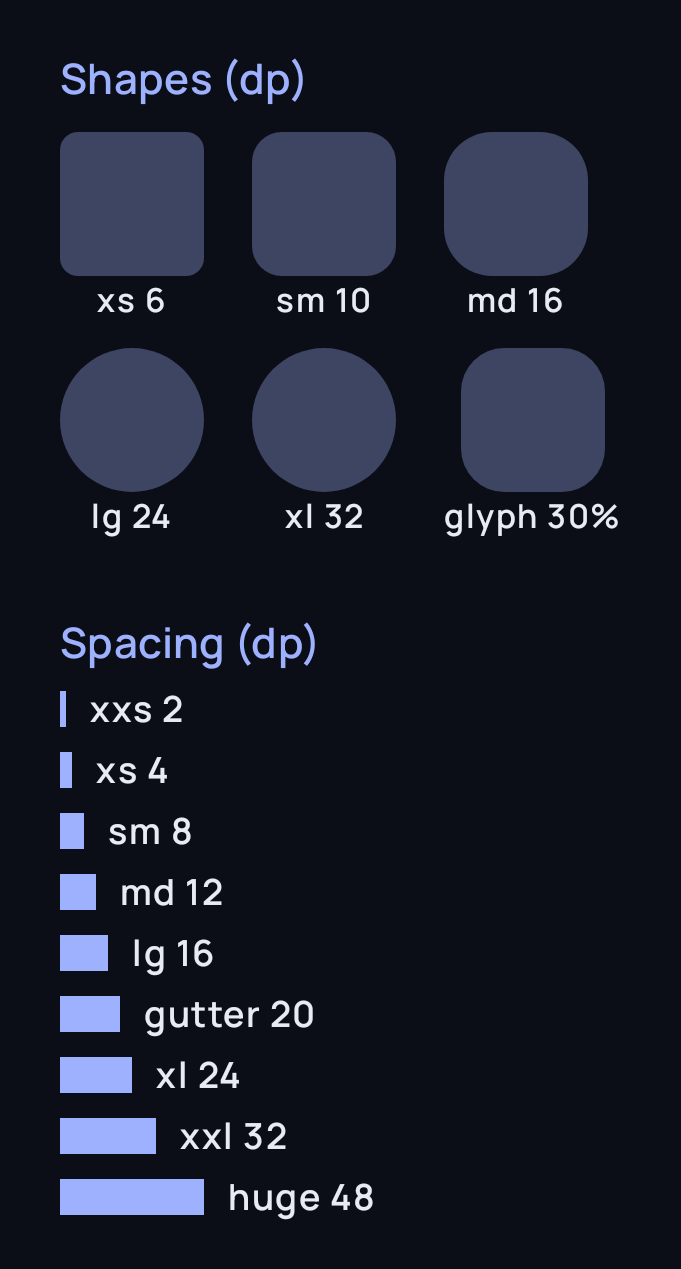 Shapes (dp)
xs 6
sm 10
md 16
lg 24
xl 32
glyph 30%
Spacing (dp)
xxs 2
xs 4
sm 8
md 12
lg 16
gutter 20
xl 24
xxl 32
huge 48